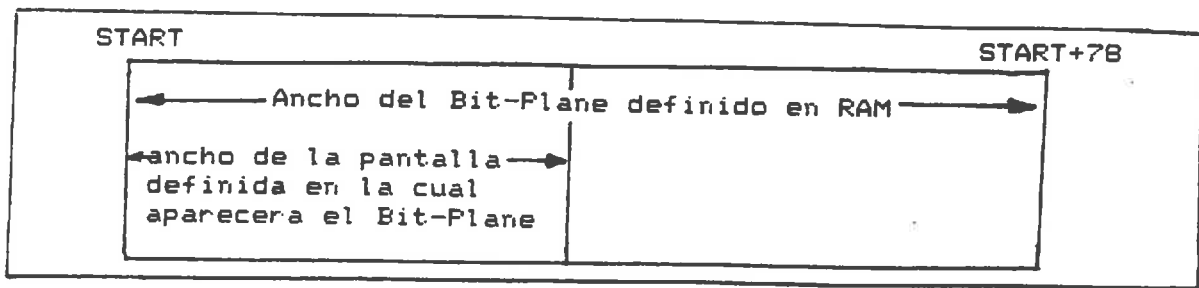 START
START+78
Ancho del Bit-Plane definido en RAM
ancho de la pantalla
definida en la cual
aparecera el Bit-Plane